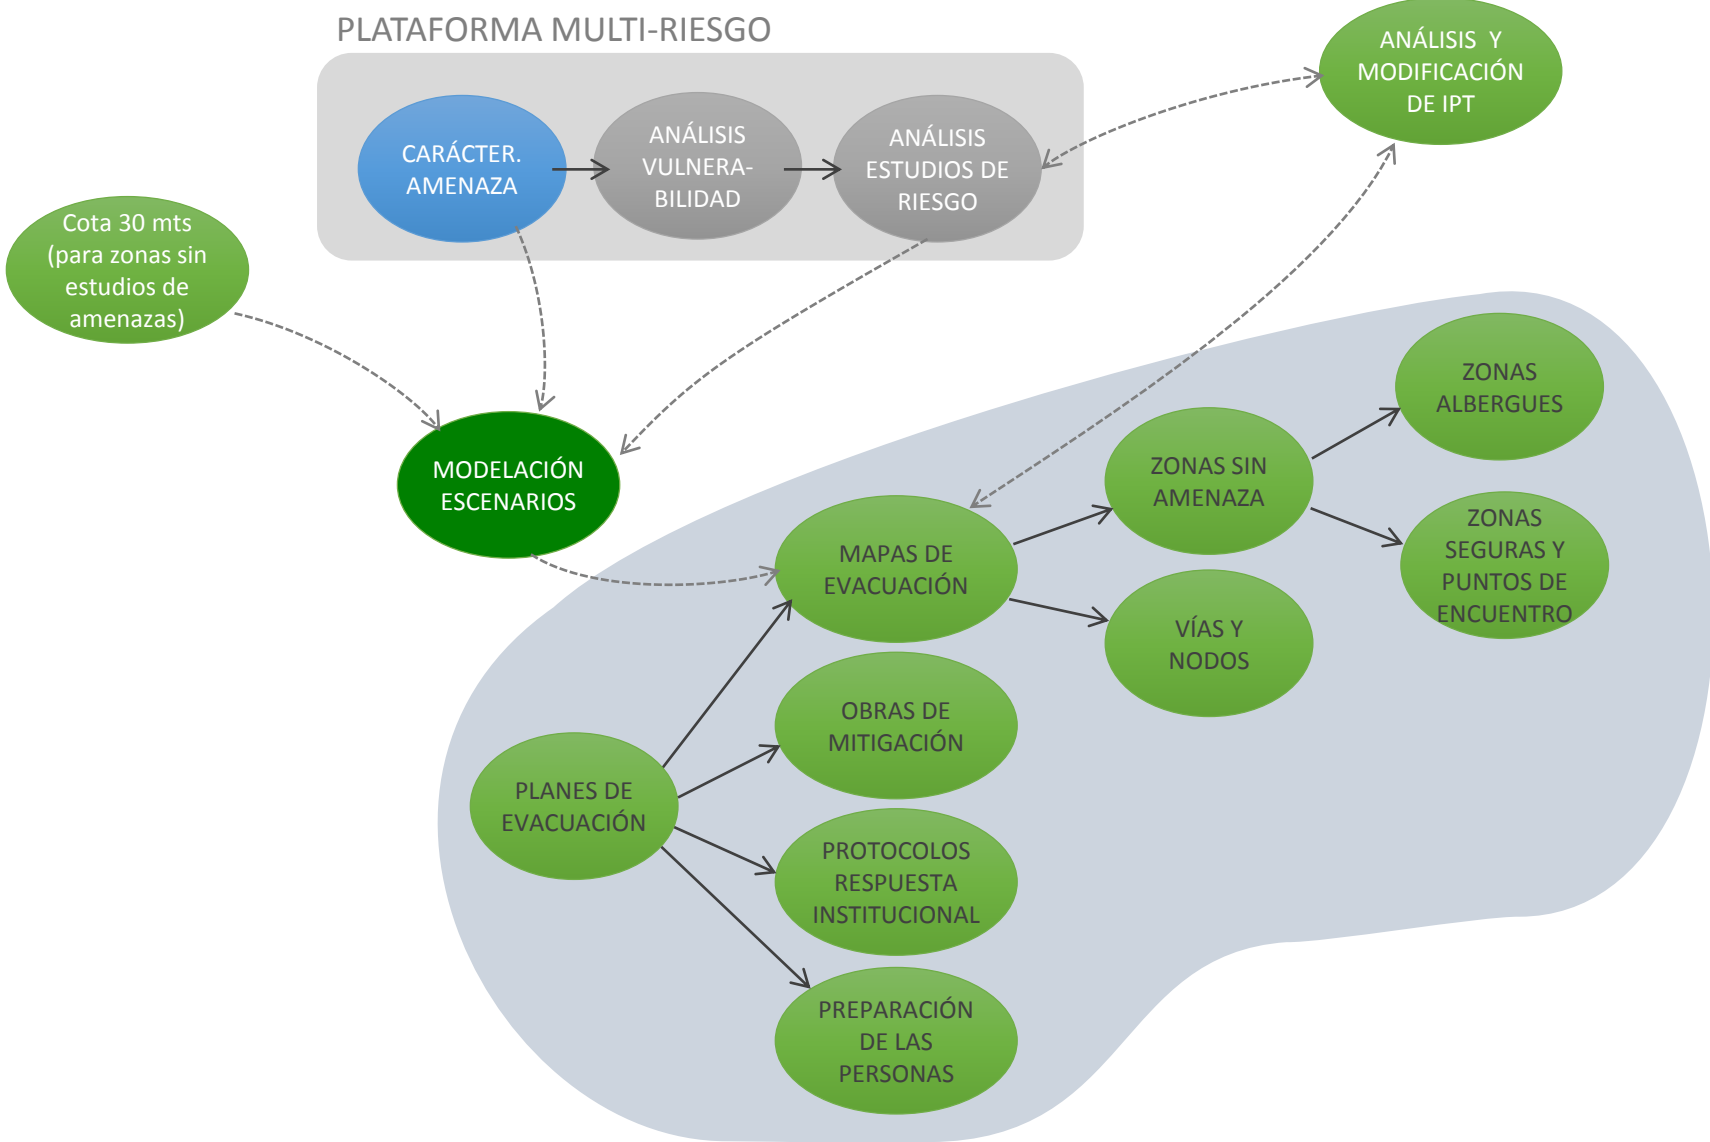 PLATAFORMA MULTI-RIESGO
ANÁLISIS Y
MODIFICACIÓN
DE IPT
CARÁCTER.
AMENAZA
ANÁLISIS
VULNERA-
BILIDAD
ANÁLISIS
ESTUDIOS DE
RIESGO
Cota 30 mts
(para zonas sin
estudios de
amenazas)
MODELACIÓN
ESCENARIOS
ZONAS
ALBERGUES
ZONAS SIN
AMENAZA
ZONAS
SEGURAS Y
PUNTOS DE
ENCUENTRO
MAPAS DE
EVACUACIÓN
VÍAS Y
NODOS
OBRAS DE
MITIGACIÓN
PLANES DE
EVACUACIÓN
PROTOCOLOS
RESPUESTA
INSTITUCIONAL
PREPARACIÓN
DE LAS
PERSONAS